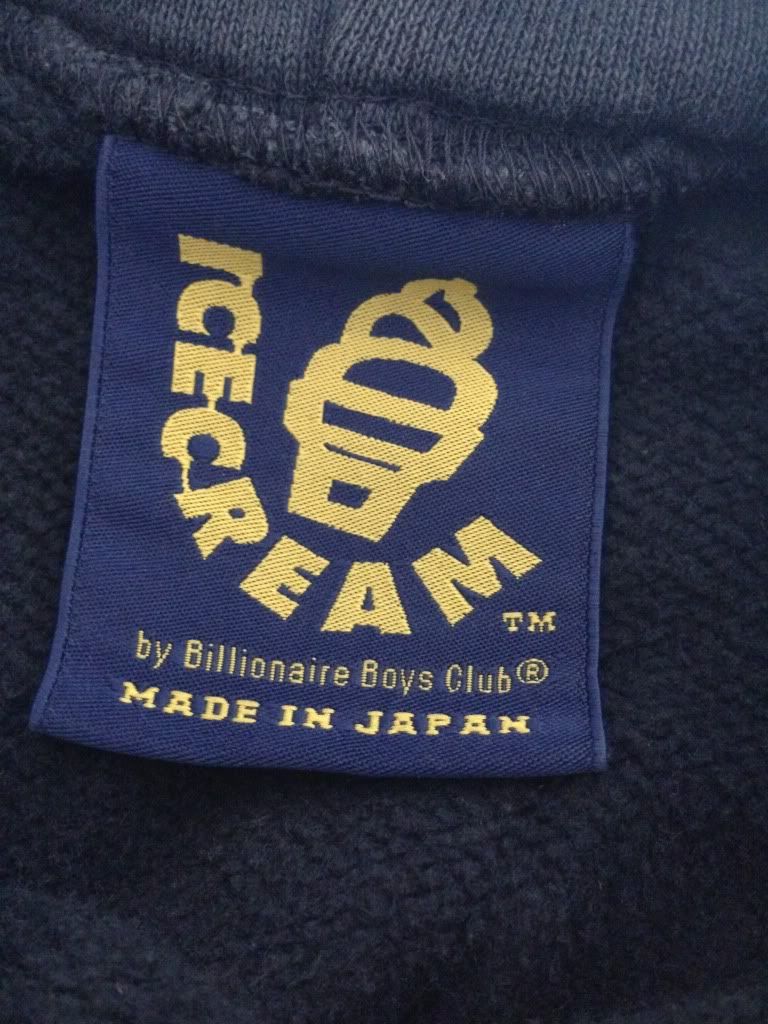 ICECREAM
TM
by Billionaire Boys Club®
MADE IN JAPAN